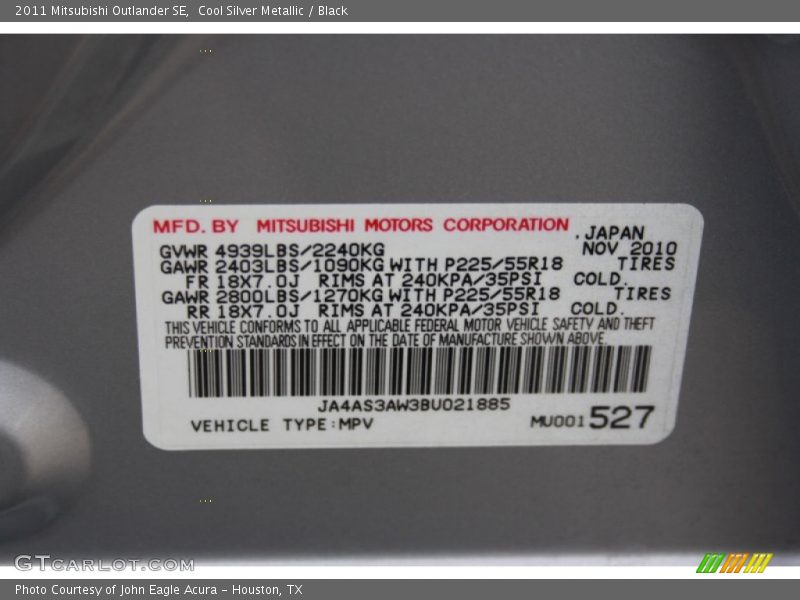 2011 Mitsubishi Outlander SE, Cool Silver Metallic / Black
MFD. BY MITSUBISHI MOTORS CORPORATION , JAPAN
GVWR 4939LBS/2240KG NOV 2010
GAWR 2403LBS/1090KG WITH P225/55R18 TIRES
FR 18X7.0J RIMS AT 240KPA/35PSI COLD.
GAWR 2800LBS/1270KG WITH P225/55R18 TIRES
RR 18X7.0J RIMS AT 240KPA/35PSI COLD.
THIS VEHICLE CONFORMS TO ALL APPLICABLE FEDERAL MOTOR VEHICLE SAFETY AND THEFT
PREVENTION STANDARDS IN EFFECT ON THE DATE OF MANUFACTURE SHOWN ABOVE.
JA4AS3AW3BU021885
VEHICLE TYPE:MPV MU001 527
GTCARLOT.COM
Photo Courtesy of John Eagle Acura - Houston, TX